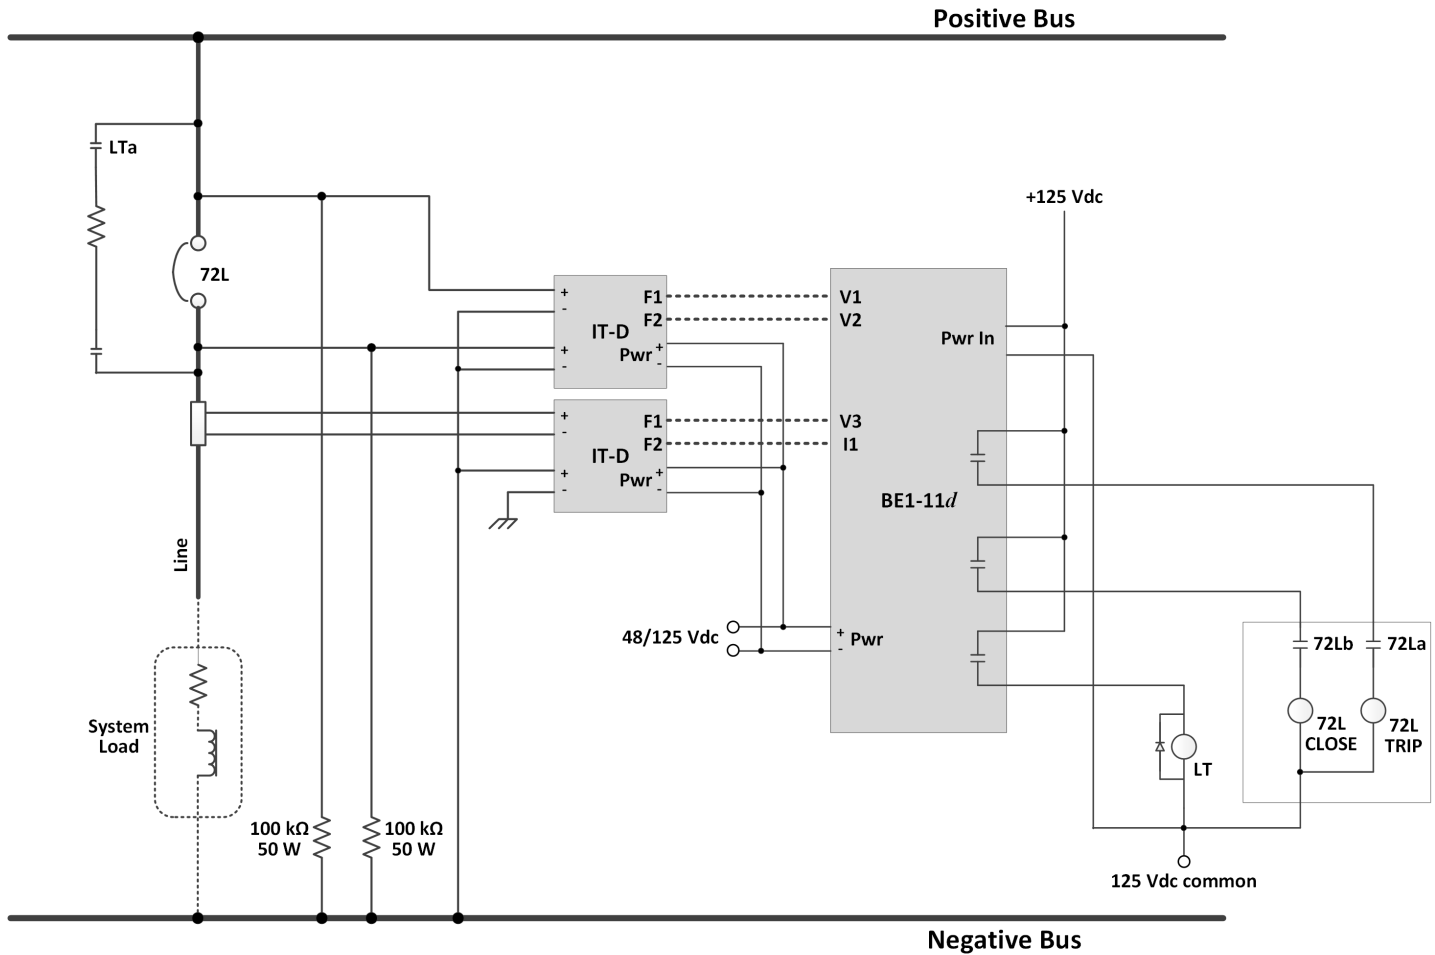 Positive Bus
LTa
+125 Vdc
72L
+
-
+
-
IT-D
F1
F2
Pwr
+
-
V1
V2
Pwr In
+
-
+
-
IT-D
F1
F2
Pwr
+
-
V3
I1
BE1-11d
Line
48/125 Vdc
+
-
Pwr
72Lb
72La
System
Load
72L
CLOSE
72L
TRIP
LT
100 kΩ
50 W
100 kΩ
50 W
125 Vdc common
Negative Bus